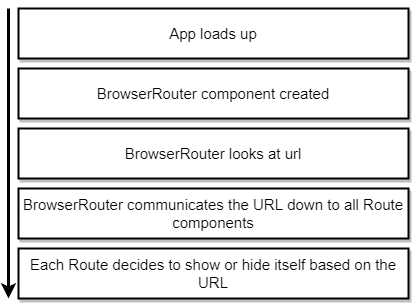 App loads up
BrowserRouter component created
BrowserRouter looks at url
BrowserRouter communicates the URL down to all Route
components
Each Route decides to show or hide itself based on the
URL